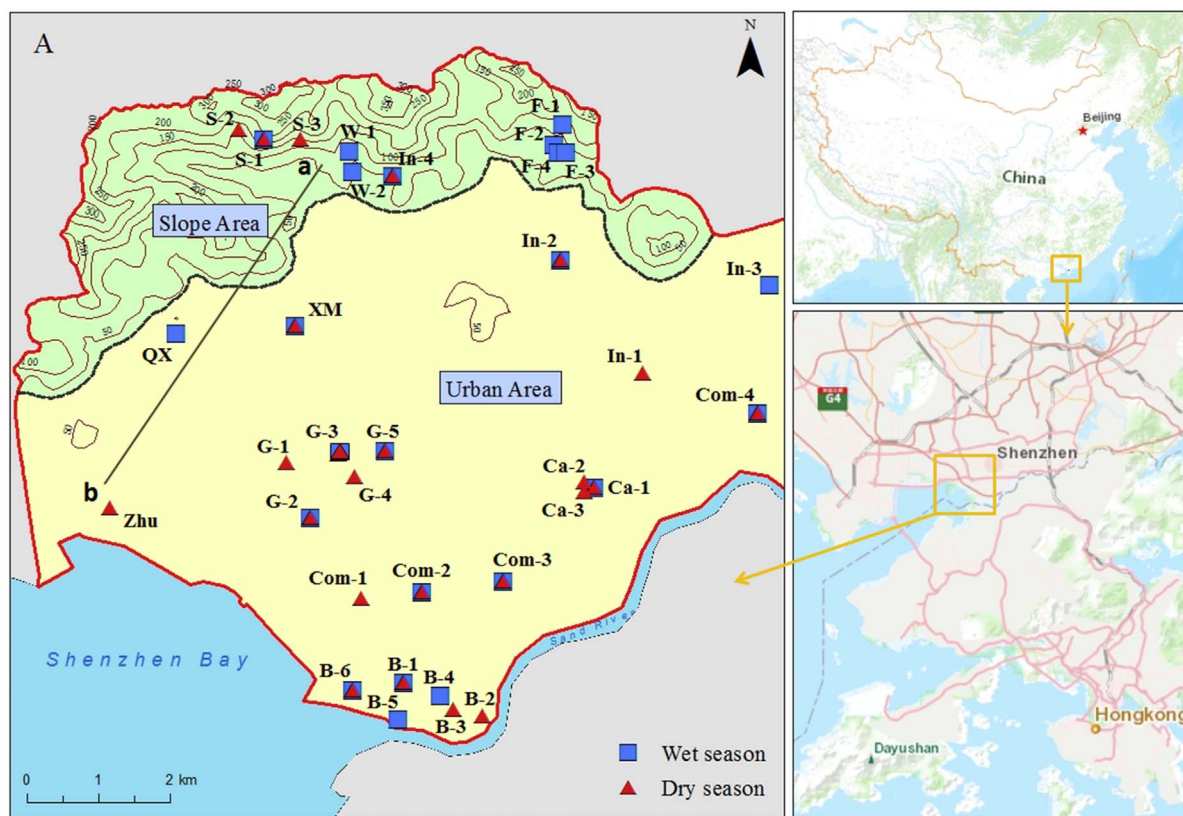 A
N
S-2
S-1
S-3
a
W-1
W-2
In-4
F-1
F-2
F-4
F-3
Slope Area
In-2
In-3
QX
XM
In-1
Urban Area
Com-4
G-1
G-3
G-5
G-4
G-2
Ca-2
Ca-1
Ca-3
b
Zhu
Com-1
Com-2
Com-3
Sand River
Shenzhen Bay
B-6
B-1
B-4
B-5
B-3
B-2
0
2 km
Wet season
Dry season
Beijing
China
G4
Shenzhen
Hongkong
Dayushan